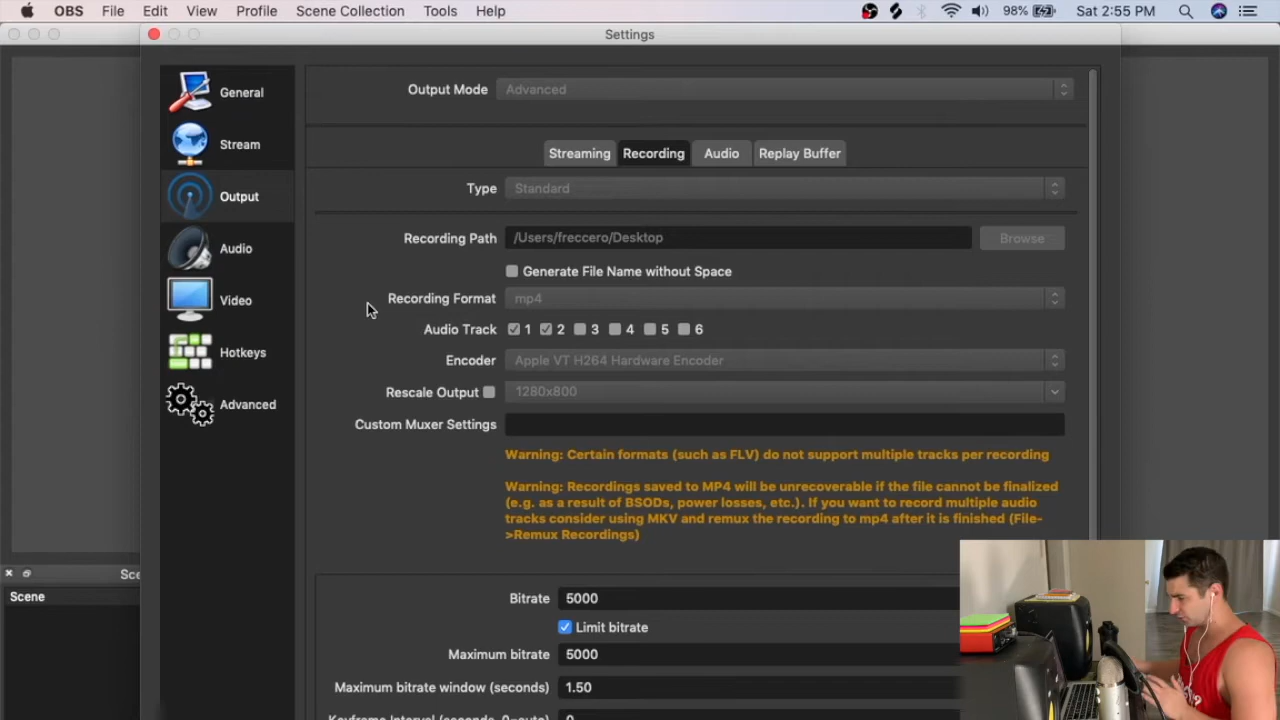 OBS File Edit View Profile Scene Collection Tools Help 98% Sat 2:55 PM
Settings
General
Stream
Output
Audio
Video
Hotkeys
Advanced
Output Mode Advanced
Streaming Recording Audio Replay Buffer
Type Standard
Recording Path /Users/freccero/Desktop Browse
Generate File Name without Space
Recording Format mp4
Audio Track 1 2 3 4 5 6
Encoder Apple VT H264 Hardware Encoder
Rescale Output 1280x800
Custom Muxer Settings
Warning: Certain formats (such as FLV) do not support multiple tracks per recording
Warning: Recordings saved to MP4 will be unrecoverable if the file cannot be finalized
(e.g. as a result of BSODs, power losses, etc.). If you want to record multiple audio
tracks consider using MKV and remux the recording to mp4 after it is finished (File-
>Remux Recordings)
Sce
Scene
Bitrate 5000
Limit bitrate
Maximum bitrate 5000
Maximum bitrate window (seconds) 1.50
Keyframe Interval (seconds, 0=auto) 0